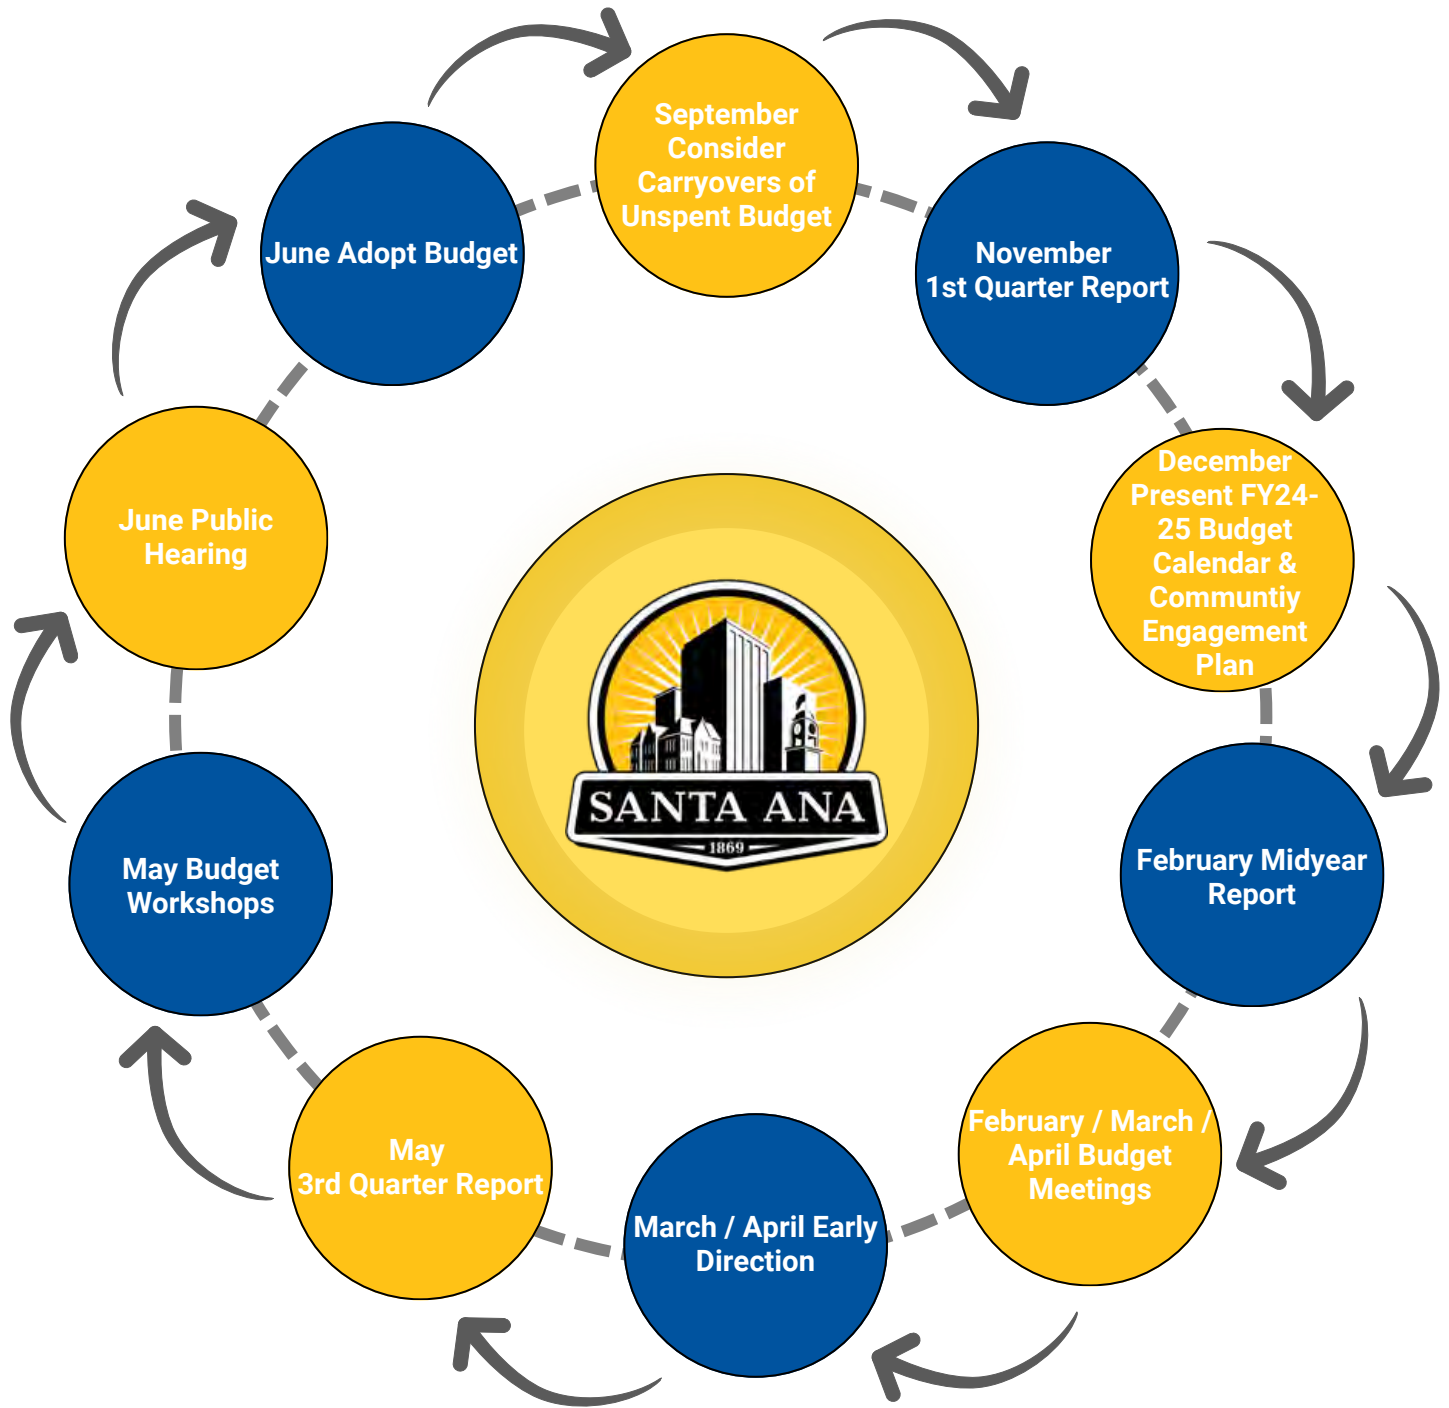 September
Consider
Carryovers of
Unspent Budget
November
1st Quarter Report
December
Present FY24-
25 Budget
Calendar &
Communtiy
Engagement
Plan
February Midyear
Report
February / March /
April Budget
Meetings
March / April Early
Direction
May
3rd Quarter Report
May Budget
Workshops
June Public
Hearing
June Adopt Budget
SANTA ANA
1869